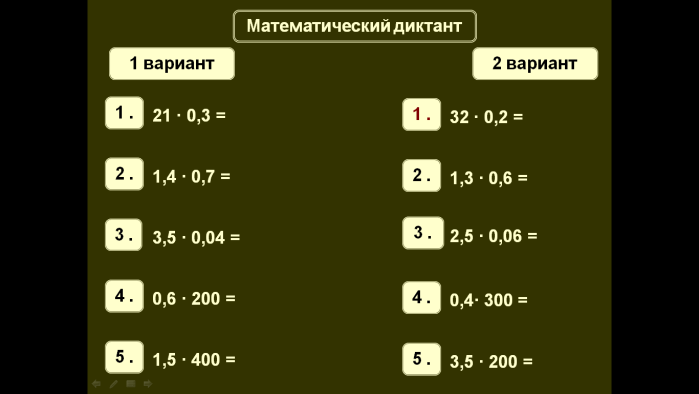 Математический диктант
1 вариант
2 вариант
1 .
21 · 0,3 =
2 .
1,4 · 0,7 =
3 .
3,5 · 0,04 =
4 .
0,6 · 200 =
5 .
1,5 · 400 =
1 .
32 · 0,2 =
2 .
1,3 · 0,6 =
3 .
2,5 · 0,06 =
4 .
0,4· 300 =
5 .
3,5 · 200 =